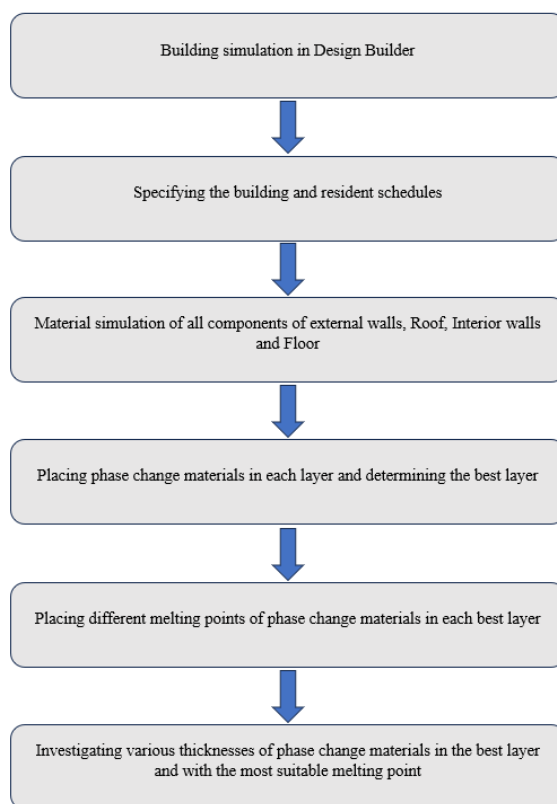 Building simulation in Design Builder
Specifying the building and resident schedules
Material simulation of all components of external walls, Roof, Interior walls
and Floor
Placing phase change materials in each layer and determining the best layer
Placing different melting points of phase change materials in each best layer
Investigating various thicknesses of phase change materials in the best layer
and with the most suitable melting point